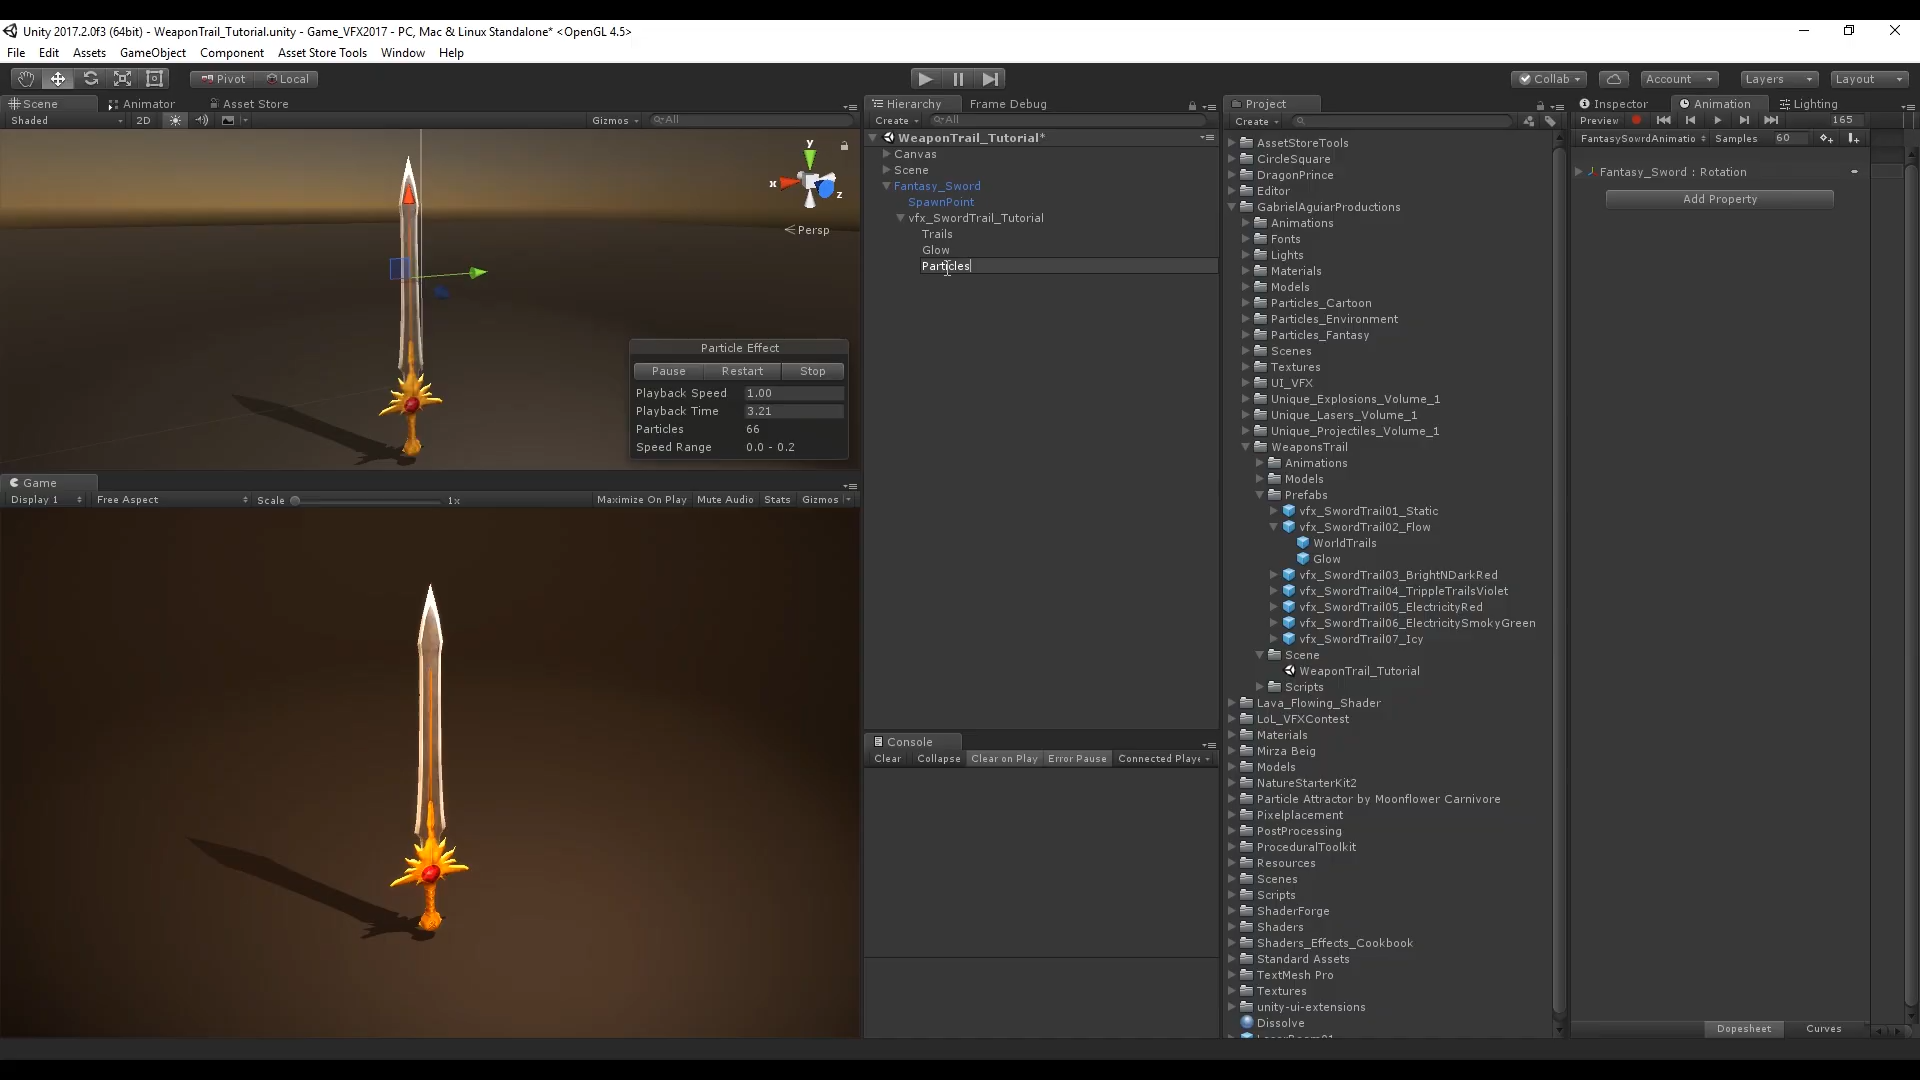 Unity 2017.2.0f3 (64bit) - WeaponTrail_Tutorial.unity - Game_VFX2017 - PC, Mac & Linux Standalone* <OpenGL 4.5>
File Edit Assets GameObject Component Asset Store Tools Window Help
Pivot Local Collab Account Layers Layout
Scene Animator Asset Store
Shaded 2D Gizmos All
y
x
z
Persp
Particle Effect
Pause Restart Stop
Playback Speed 1.00
Playback Time 3.21
Particles 66
Speed Range 0.0 - 0.2
Game
Display 1 Free Aspect Scale 1x Maximize On Play Mute Audio Stats Gizmos
Hierarchy Frame Debug
Create All
WeaponTrail_Tutorial*
Canvas
Scene
Fantasy_Sword
SpawnPoint
vfx_SwordTrail_Tutorial
Trails
Glow
Particles
Console
Clear Collapse Clear on Play Error Pause Connected Playe
Project
Create
AssetStoreTools
CircleSquare
DragonPrince
Editor
GabrielAguiarProductions
Animations
Fonts
Lights
Materials
Models
Particles_Cartoon
Particles_Environment
Particles_Fantasy
Scenes
Textures
UI_VFX
Unique_Explosions_Volume_1
Unique_Lasers_Volume_1
Unique_Projectiles_Volume_1
WeaponsTrail
Animations
Models
Prefabs
vfx_SwordTrail01_Static
vfx_SwordTrail02_Flow
WorldTrails
Glow
vfx_SwordTrail03_BrightNDarkRed
vfx_SwordTrail04_TrippleTrailsViolet
vfx_SwordTrail05_ElectricityRed
vfx_SwordTrail06_ElectricitySmokyGreen
vfx_SwordTrail07_Icy
Scene
WeaponTrail_Tutorial
Scripts
Lava_Flowing_Shader
LoL_VFXContest
Materials
Mirza Beig
Models
NatureStarterKit2
Particle Attractor by Moonflower Carnivore
Pixelplacement
PostProcessing
ProceduralToolkit
Resources
Scenes
Scripts
ShaderForge
Shaders
Shaders_Effects_Cookbook
Standard Assets
TextMesh Pro
Textures
unity-ui-extensions
Dissolve
Inspector Animation Lighting
Preview 165
FantasySowrdAnimatio Samples 60
Fantasy_Sword : Rotation
Add Property
Dopesheet Curves